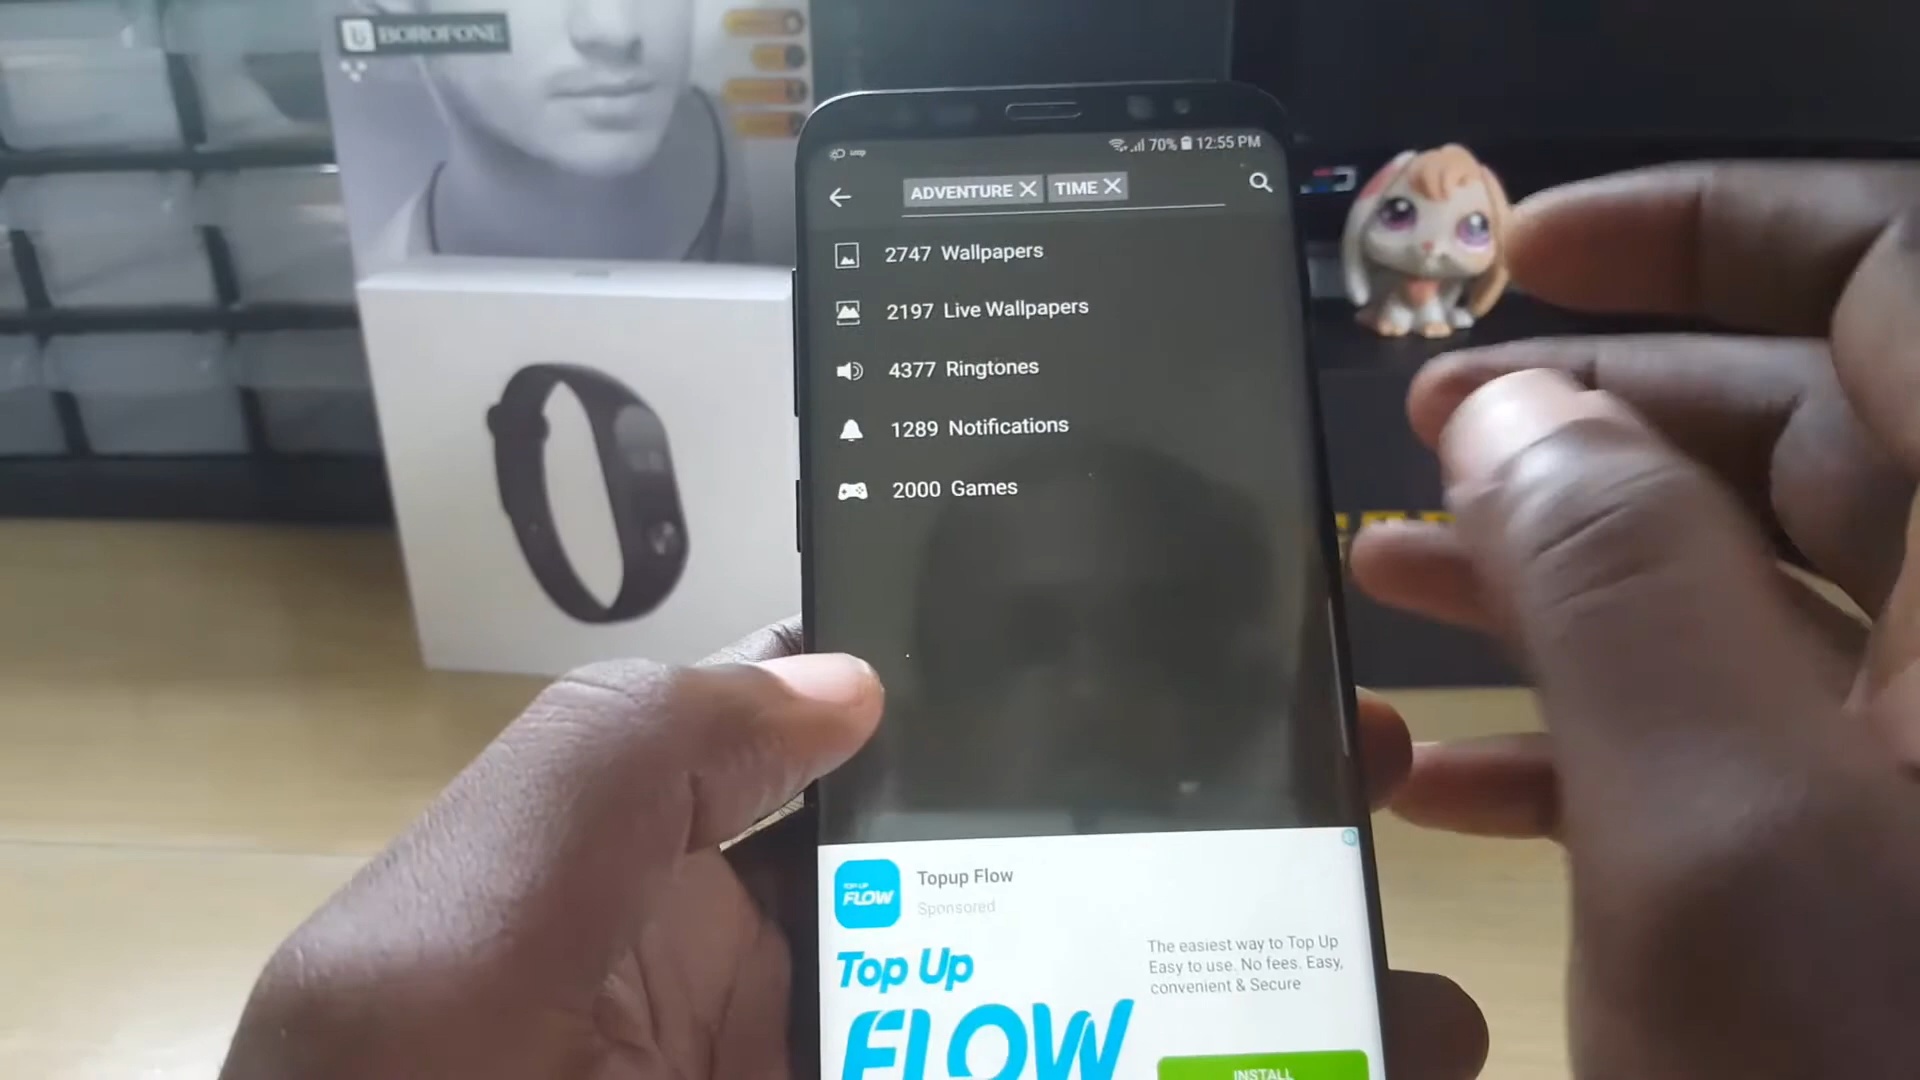 BOROFONE
70% 12:55 PM
ADVENTURE X TIME X
2747 Wallpapers
2197 Live Wallpapers
4377 Ringtones
1289 Notifications
2000 Games
Topup Flow
Sponsored
TOP UP
FLOW
Top Up
FLOW
The easiest way to Top Up
Easy to use. No fees. Easy,
convenient & Secure
INSTALL